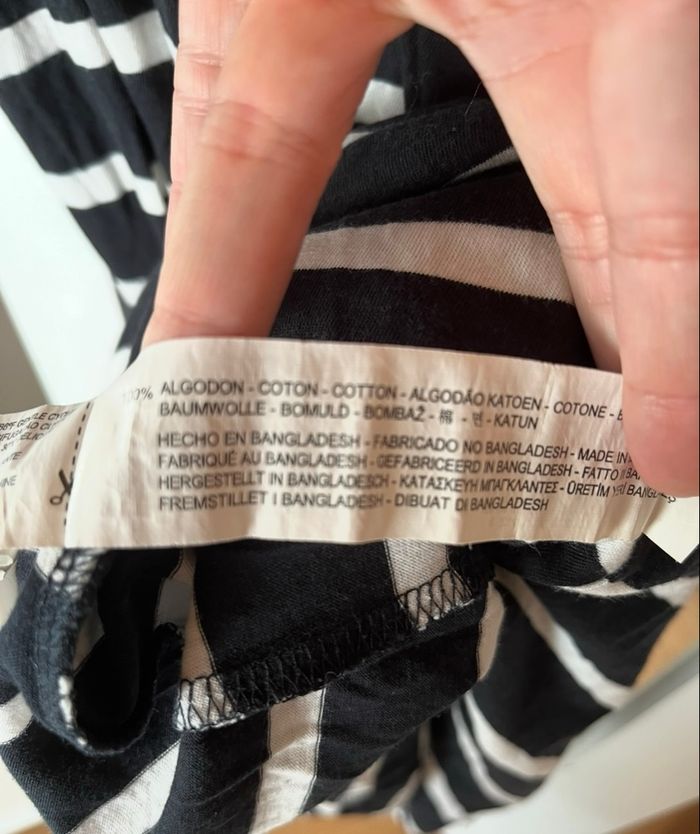 100% ALGODON - COTON - COTTON - ALGODÃO KATOEN - COTONE -
BAUMWOLLE - BOMULD - BOMBAŽ - 棉 - 면 - KATUN
HECHO EN BANGLADESH - FABRICADO NO BANGLADESH - MADE IN
FABRIQUÉ AU BANGLADESH - GEFABRICEERD IN BANGLADESH - FATTO IN
HERGESTELLT IN BANGLADESCH - ΚΑΤΑΣΚΕΥΗ ΜΠΑΓΚΛΑΝΤΕΣ - ÜRETİM YERİ BANGLADEŞ
FREMSTILLET I BANGLADESH - DIBUAT DI BANGLADESH